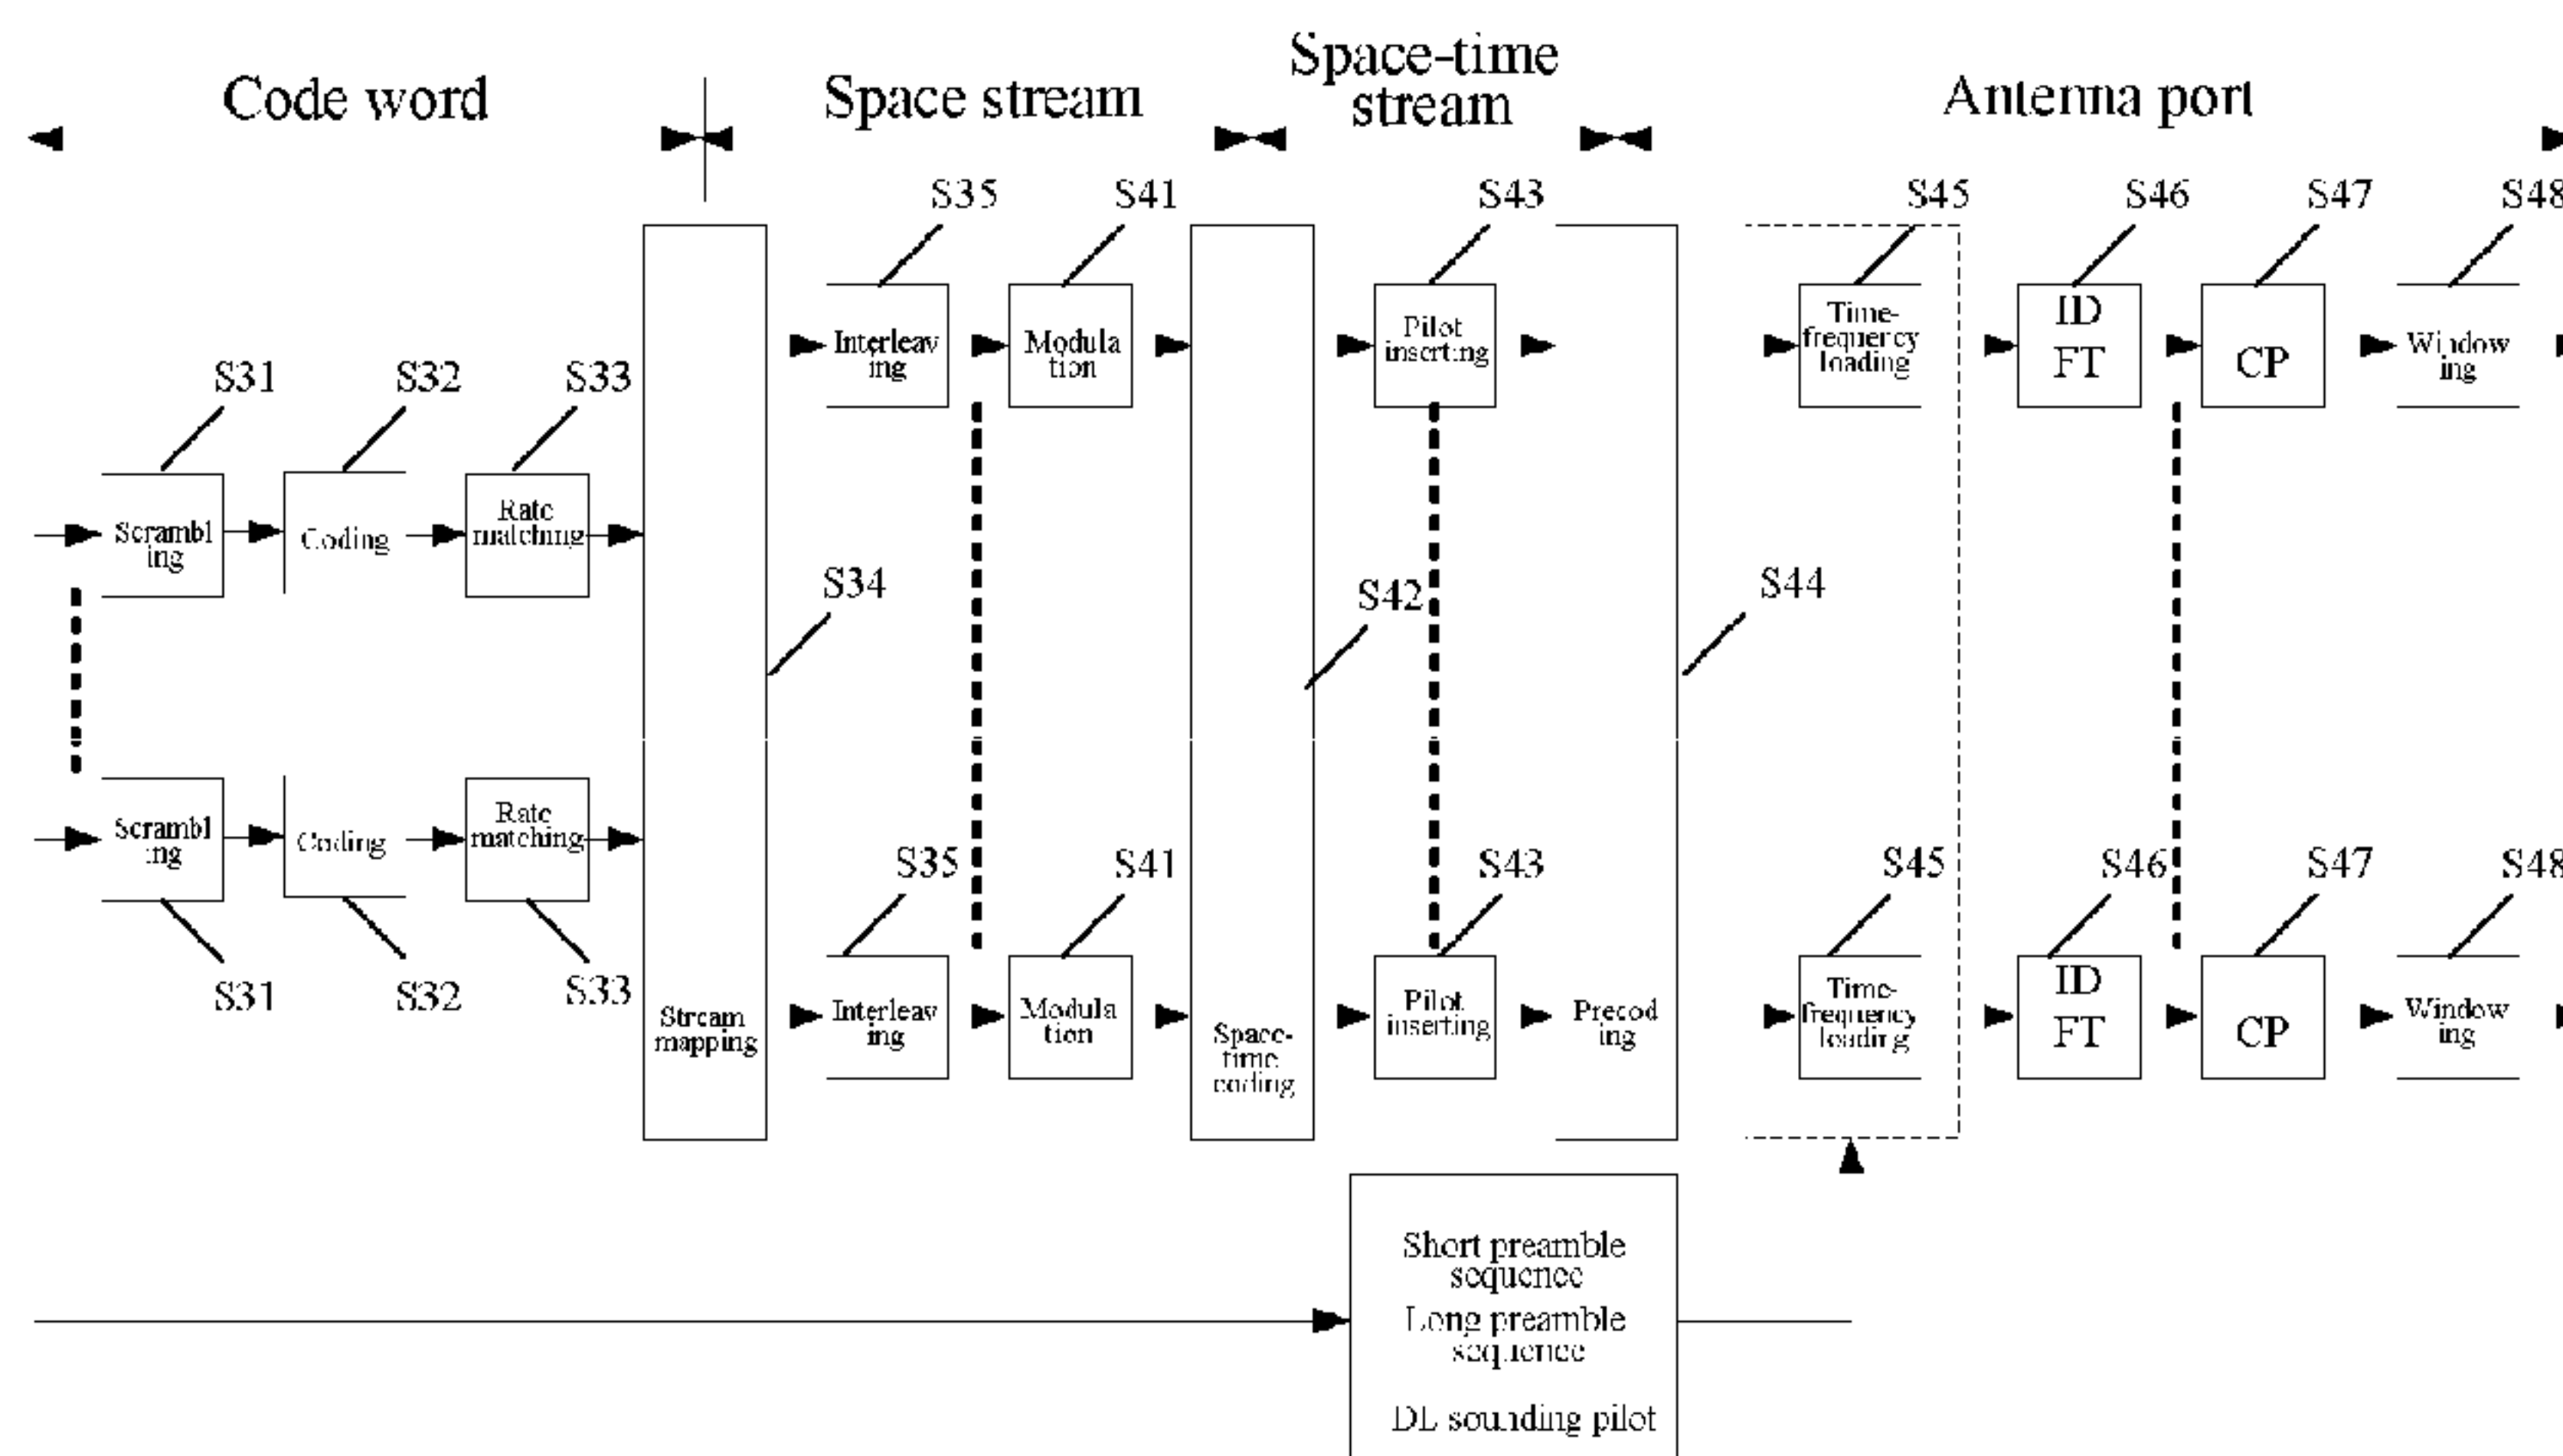 Code word
Space stream
Space-time
stream
Antenna port
S35
S41
S43
S45
S46
S47
S48
Interleav
ing
Modula
tion
Pilot
inserting
Time-
frequency
loading
ID
FT
CP
Window
ing
S31
S32
S33
Scrambl
ing
Coding
Rate
matching
S34
S42
S44
Scrambl
ing
Coding
Rate
matching
S31
S32
S33
Stream
mapping
S35
S41
S43
S45
S46
S47
S48
Interleav
ing
Modula
tion
Space-
time
coding
Pilot
inserting
Precod
ing
Time-
frequency
loading
ID
FT
CP
Window
ing
Short preamble
sequence
Long preamble
sequence
DL sounding pilot